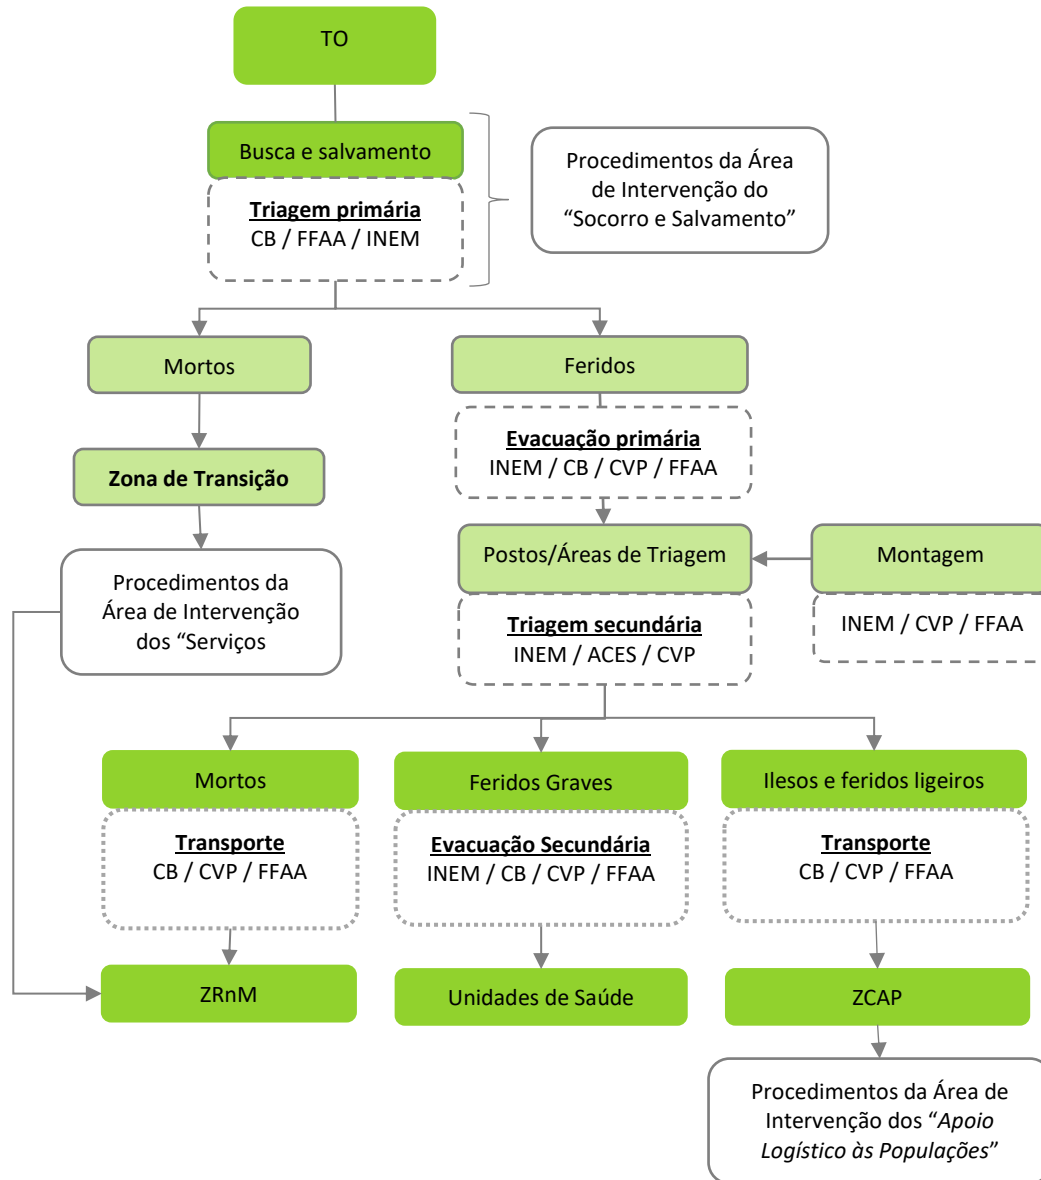 TO
Busca e salvamento
Triagem primária
CB / FFAA / INEM
Procedimentos da Área
de Intervenção do
“Socorro e Salvamento”
Mortos
Feridos
Evacuação primária
INEM / CB / CVP / FFAA
Zona de Transição
Postos/Áreas de Triagem
Montagem
Procedimentos da
Área de Intervenção
dos “Serviços
Triagem secundária
INEM / ACES / CVP
INEM / CVP / FFAA
Mortos
Feridos Graves
Ilesos e feridos ligeiros
Transporte
CB / CVP / FFAA
Evacuação Secundária
INEM / CB / CVP / FFAA
Transporte
CB / CVP / FFAA
ZRnM
Unidades de Saúde
ZCAP
Procedimentos da Área de
Intervenção dos “Apoio
Logístico às Populações”